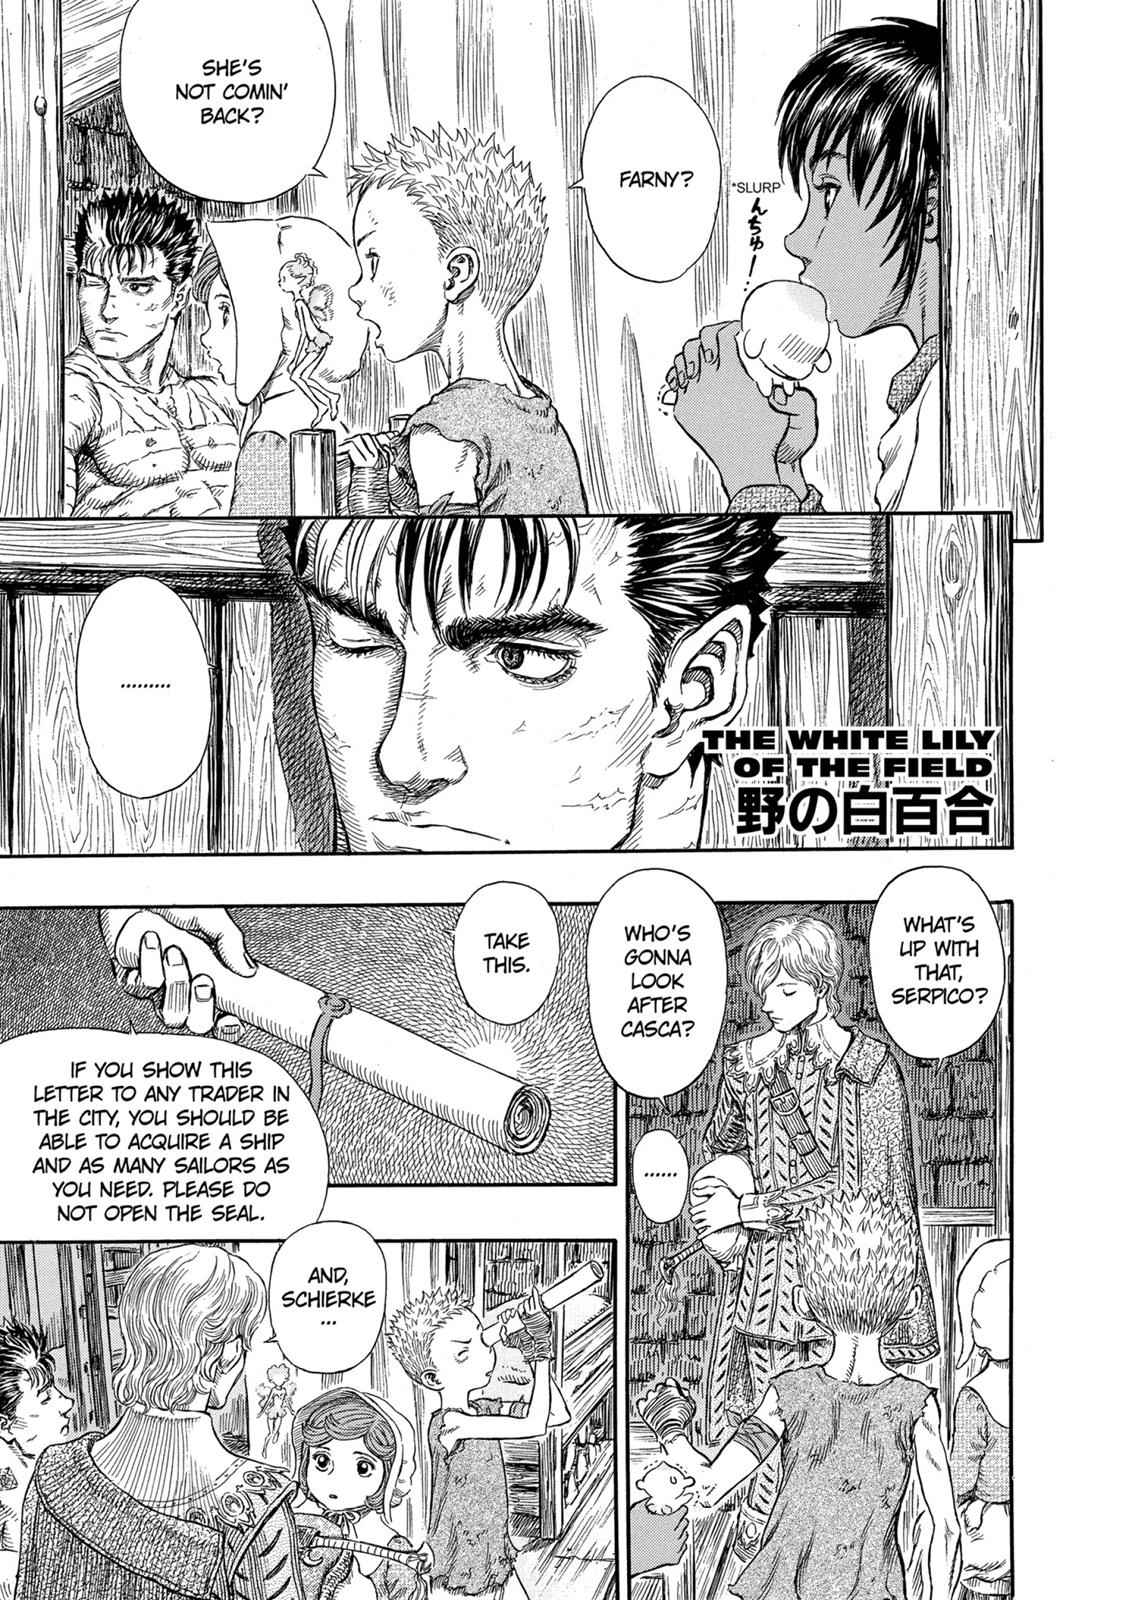 FARNY?
*SLURP
んちゅー!
SHE'S
NOT COMIN'
BACK?
..........
THE WHITE LILY
OF THE FIELD
野の白百合
WHAT'S
UP WITH
THAT,
SERPICO?
WHO'S
GONNA
LOOK
AFTER
CASCA?
......
TAKE
THIS.
IF YOU SHOW THIS
LETTER TO ANY TRADER IN
THE CITY, YOU SHOULD BE
ABLE TO ACQUIRE A SHIP
AND AS MANY SAILORS AS
YOU NEED. PLEASE DO
NOT OPEN THE SEAL.
AND,
SCHIERKE
...